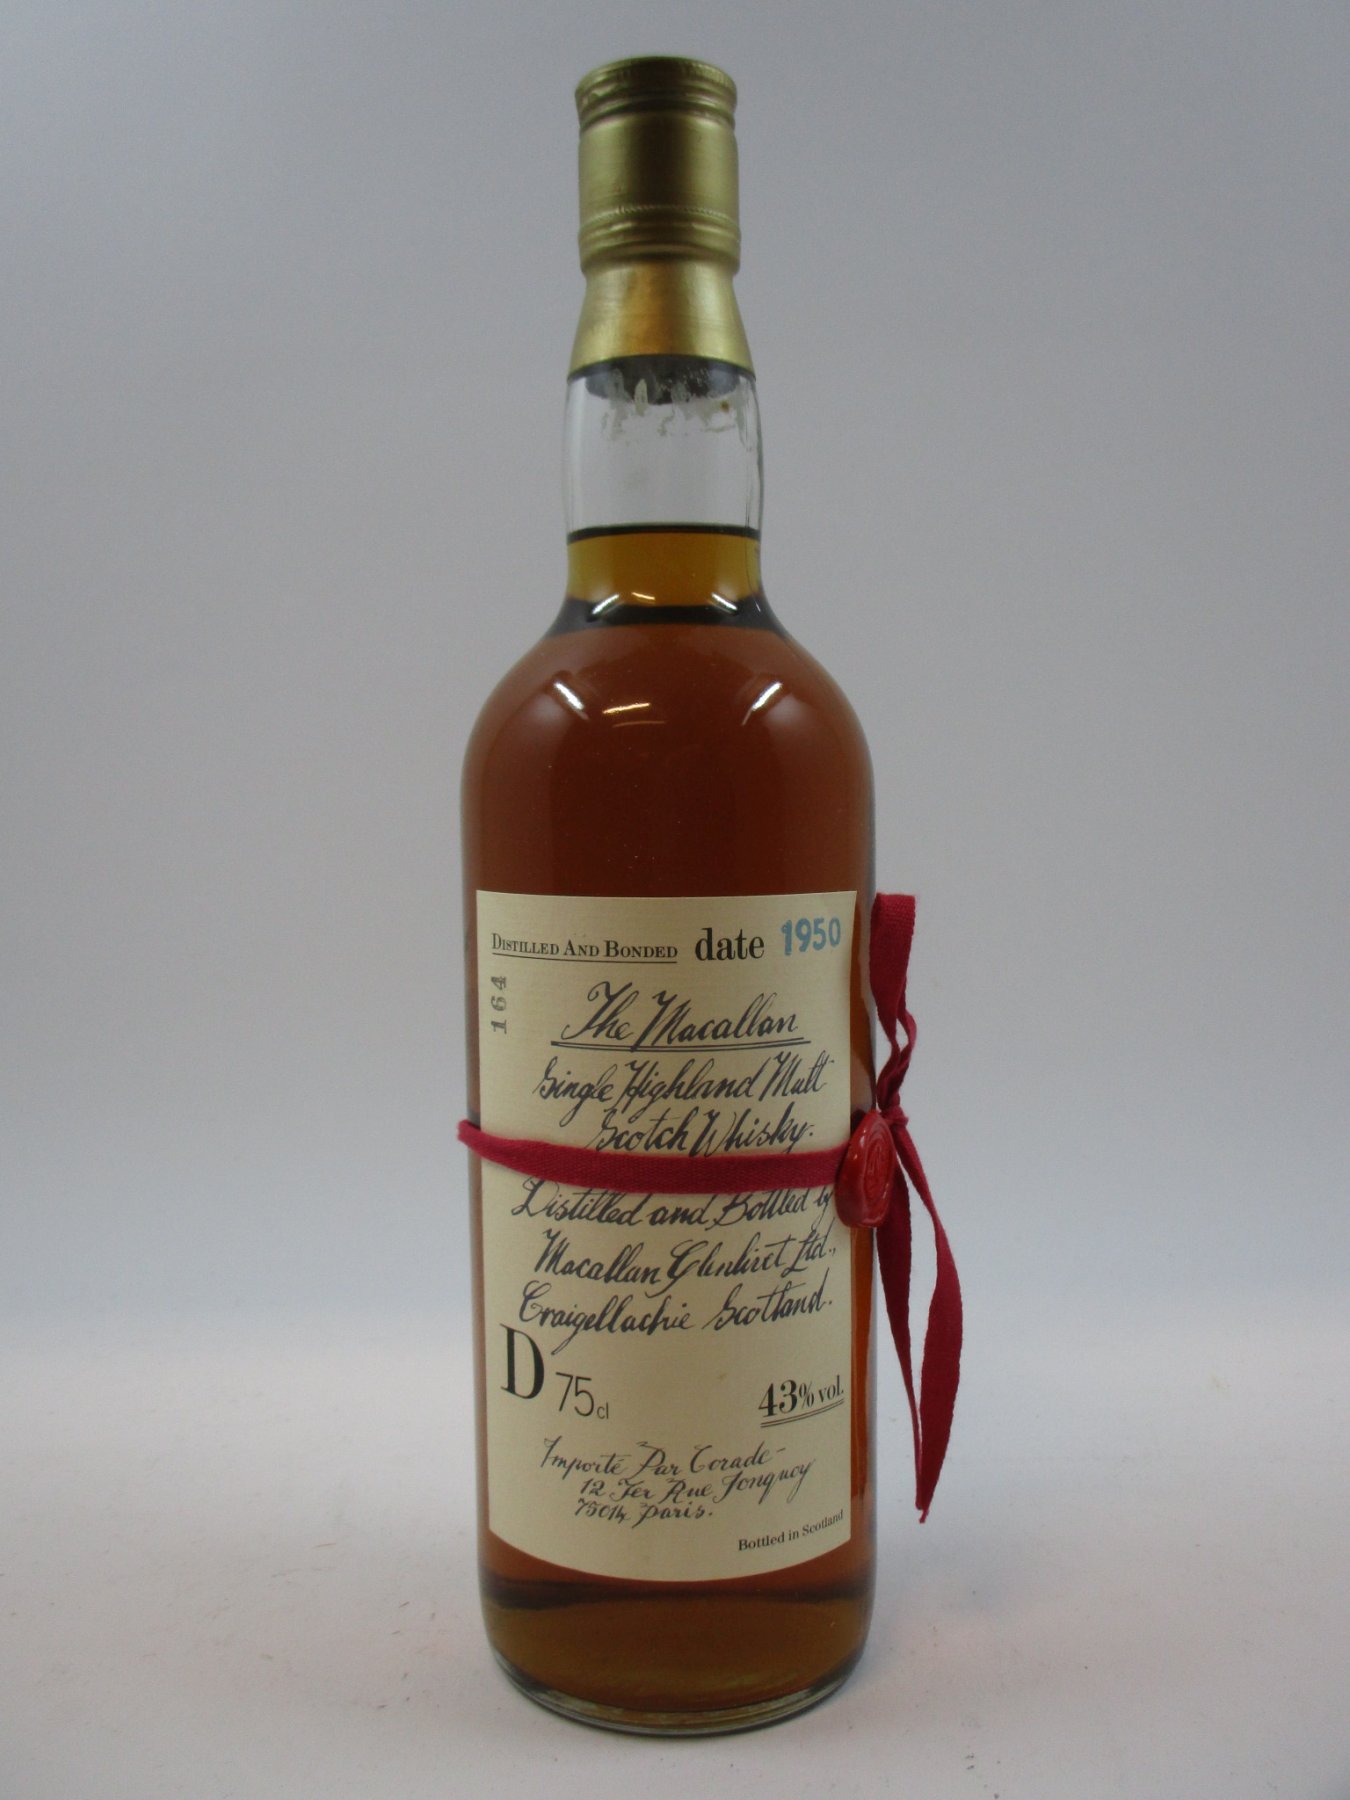 DISTILLED AND BONDED date 1950
164
The Macallan
Single Highland Malt
Scotch Whisky.
Distilled and Bottled by
Macallan Glenlivet Ltd.,
Craigellachie Scotland.
D 75cl 43% vol.
Importé Par Corade-
12 Ter Rue Jonquoy
75014 Paris.
Bottled in Scotland